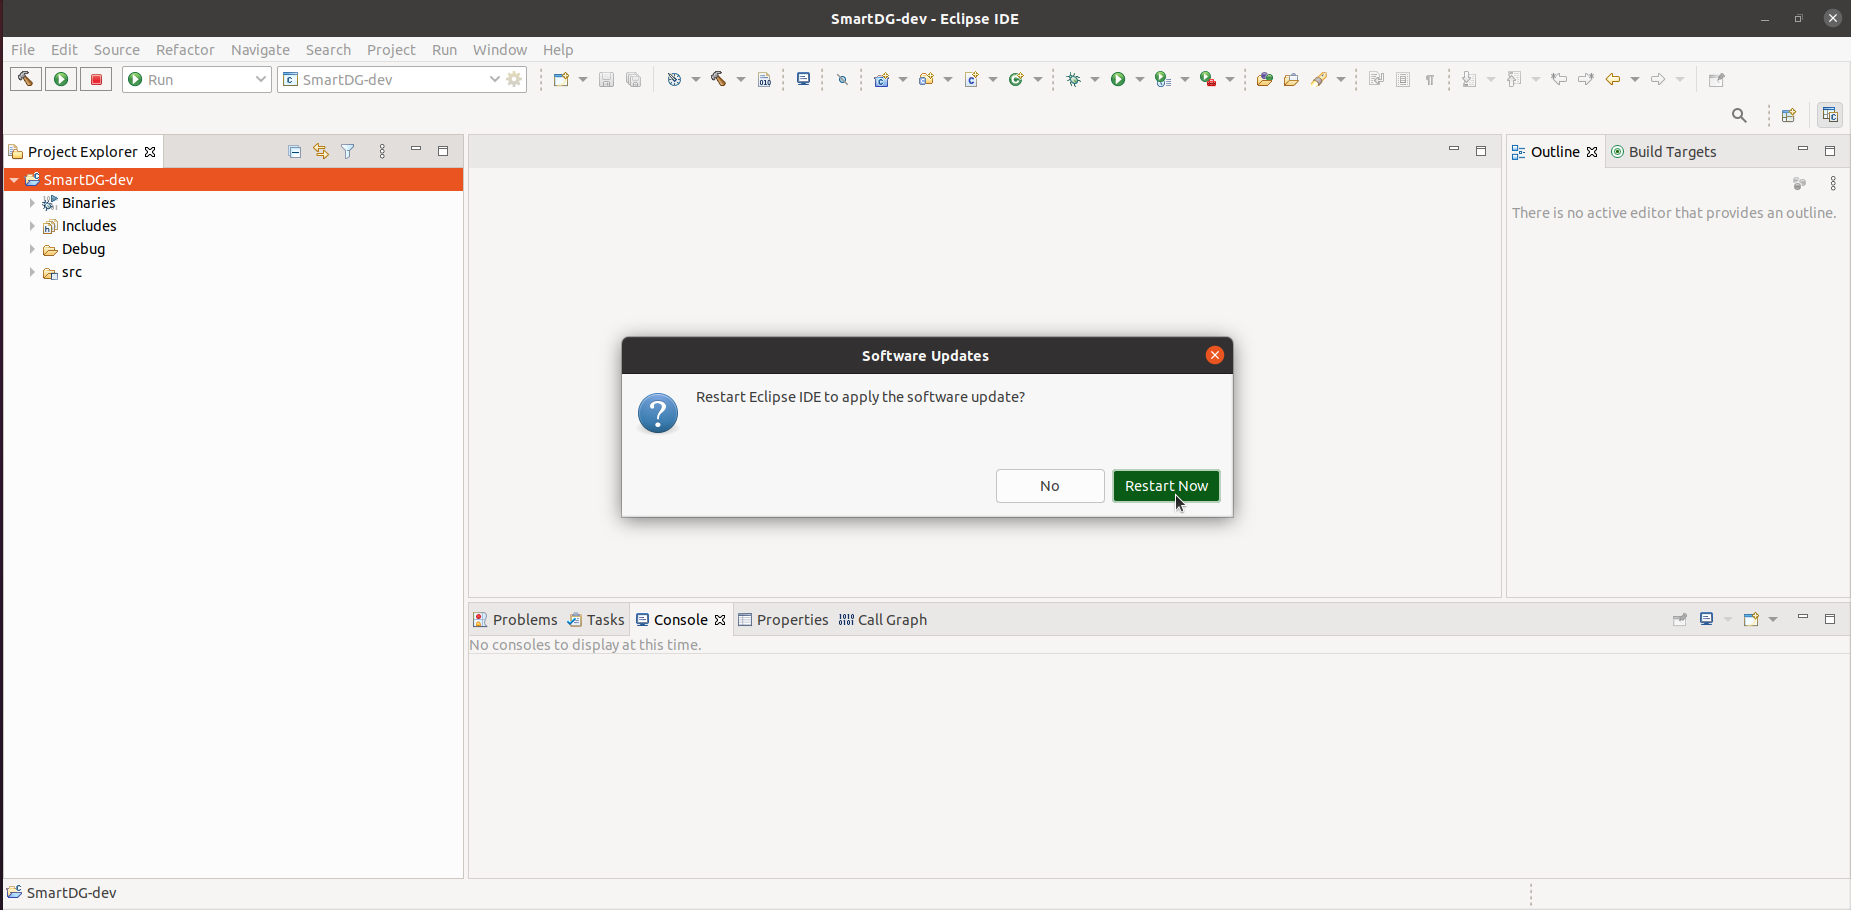 SmartDG-dev - Eclipse IDE
File Edit Source Refactor Navigate Search Project Run Window Help
Run SmartDG-dev
Project Explorer
SmartDG-dev
Binaries
Includes
Debug
src
Outline Build Targets
There is no active editor that provides an outline.
Software Updates
Restart Eclipse IDE to apply the software update?
No Restart Now
Problems Tasks Console Properties Call Graph
No consoles to display at this time.
SmartDG-dev